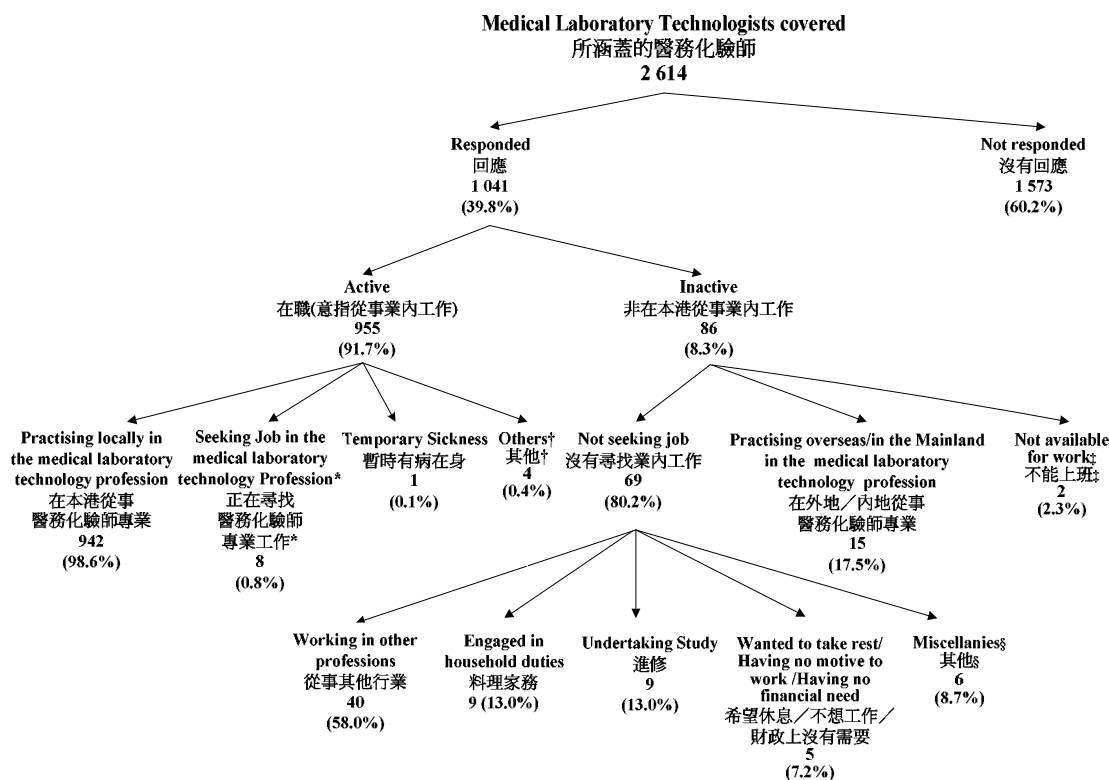 Medical Laboratory Technologists covered
所涵蓋的醫務化驗師
2 614
Responded
回應
1 041
(39.8%)
Not responded
沒有回應
1 573
(60.2%)
Active
在職(意指從事業內工作)
955
(91.7%)
Inactive
非在本港從事業內工作
86
(8.3%)
Practising locally in
the medical laboratory
technology profession
在本港從事
醫務化驗師專業
942
(98.6%)
Seeking Job in the
medical laboratory
technology Profession*
正在尋找
醫務化驗師
專業工作*
8
(0.8%)
Temporary Sickness
暫時有病在身
1
(0.1%)
Others†
其他†
4
(0.4%)
Not seeking job
沒有尋找業內工作
69
(80.2%)
Practising overseas/in the Mainland
in the medical laboratory
technology profession
在外地／內地從事
醫務化驗師專業
15
(17.5%)
Not available
for work‡
不能上班‡
2
(2.3%)
Working in other
professions
從事其他行業
40
(58.0%)
Engaged in
household duties
料理家務
9 (13.0%)
Undertaking Study
進修
9
(13.0%)
Wanted to take rest/
Having no motive to
work /Having no
financial need
希望休息／不想工作／
財政上沒有需要
5
(7.2%)
Miscellanies§
其他§
6
(8.7%)